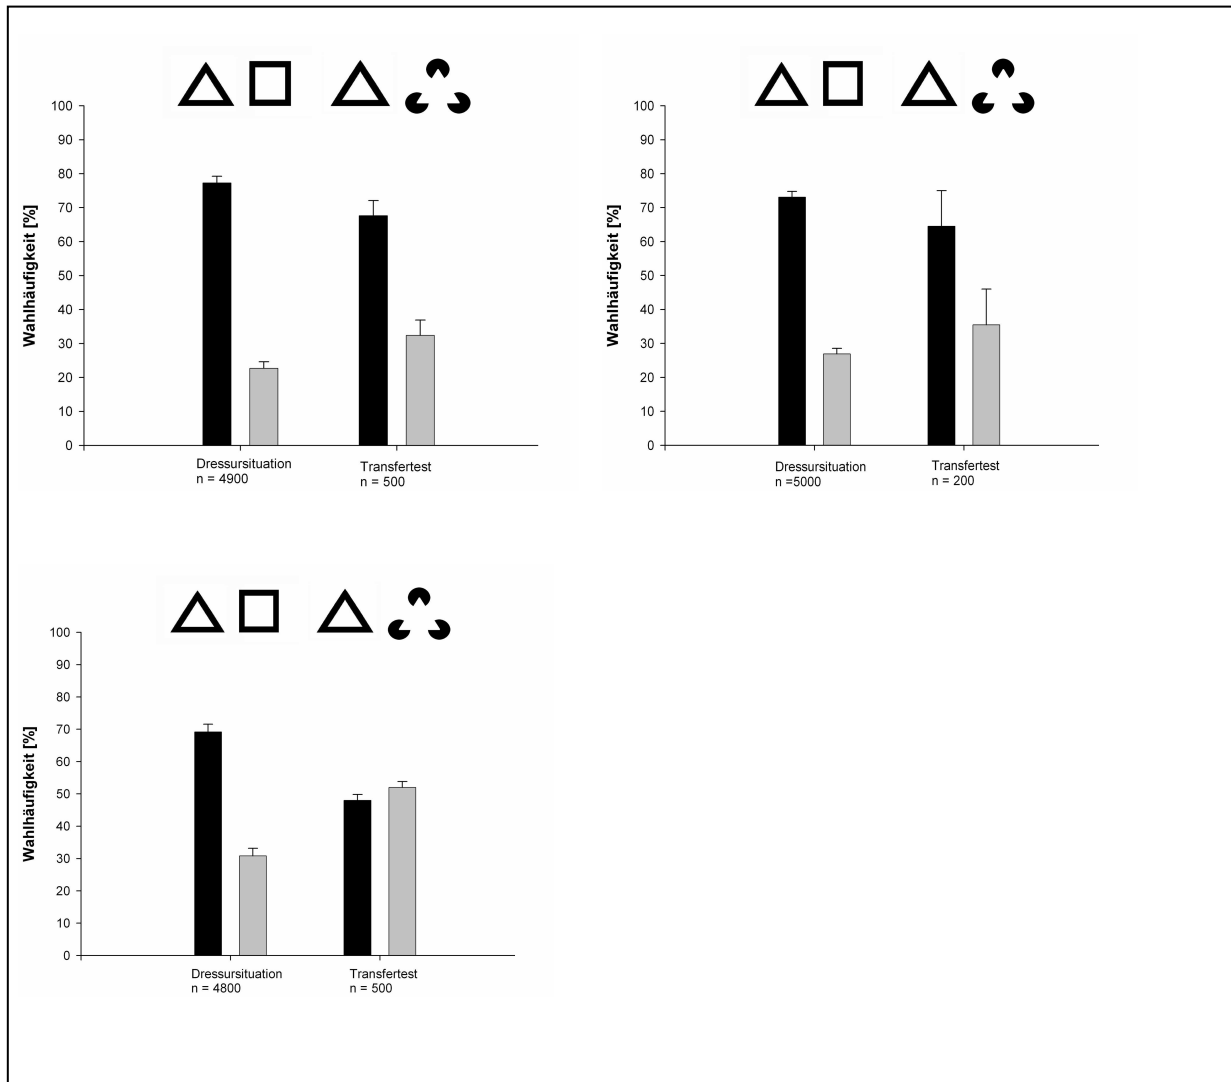 100
90
80
70
60
50
40
30
20
10
0
Wahlhäufigkeit [%]
Dressursituation
n = 4900
Transfertest
n = 500
100
90
80
70
60
50
40
30
20
10
0
Wahlhäufigkeit [%]
Dressursituation
n =5000
Transfertest
n = 200
100
90
80
70
60
50
40
30
20
10
0
Wahlhäufigkeit [%]
Dressursituation
n = 4800
Transfertest
n = 500